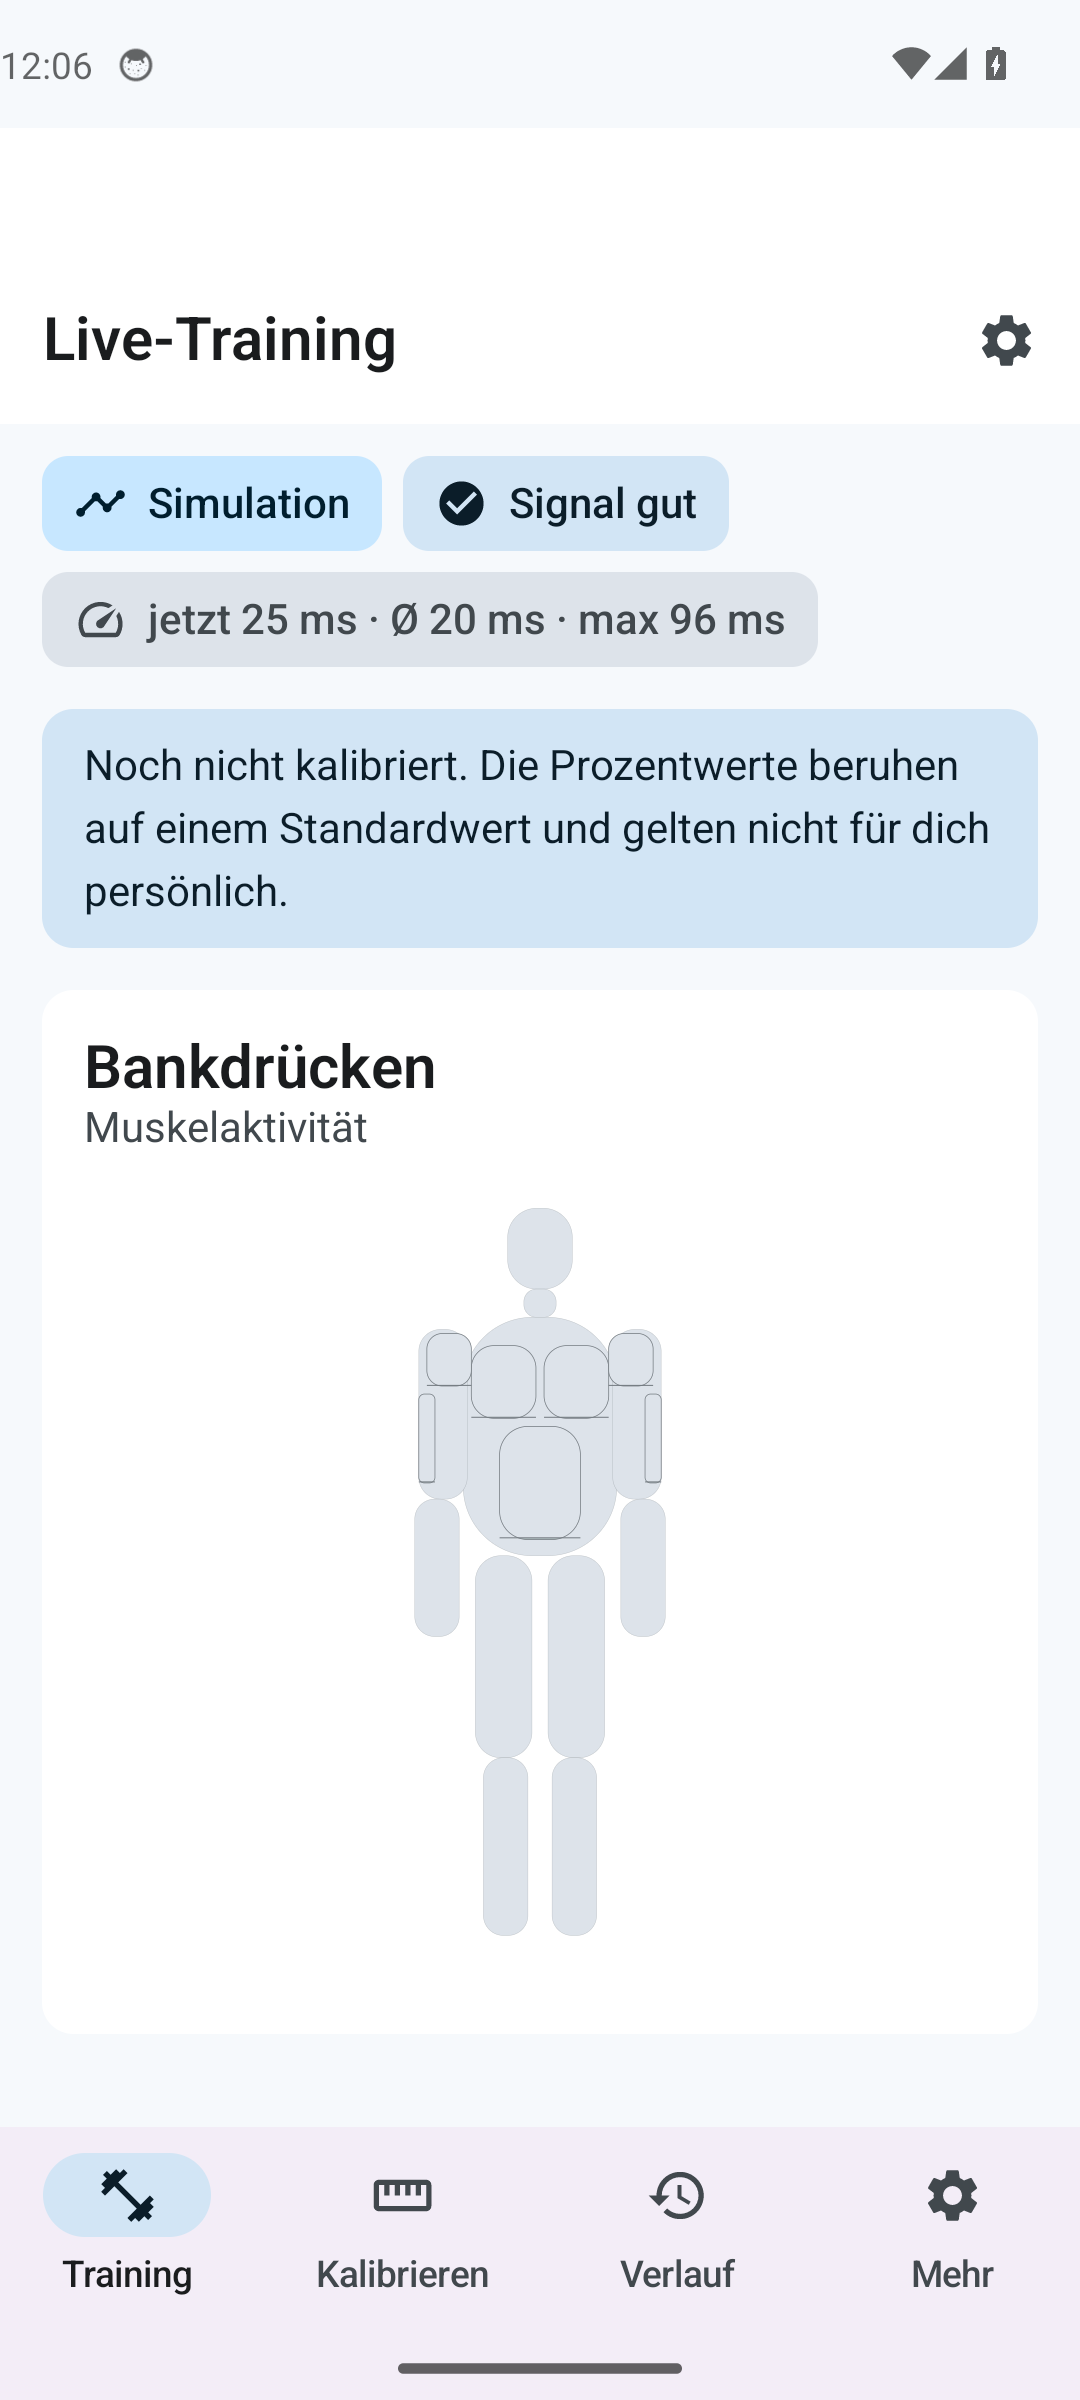 12:06
Live-Training
Simulation
Signal gut
jetzt 25 ms · Ø 20 ms · max 96 ms
Noch nicht kalibriert. Die Prozentwerte beruhen
auf einem Standardwert und gelten nicht für dich
persönlich.
Bankdrücken
Muskelaktivität
Training
Kalibrieren
Verlauf
Mehr